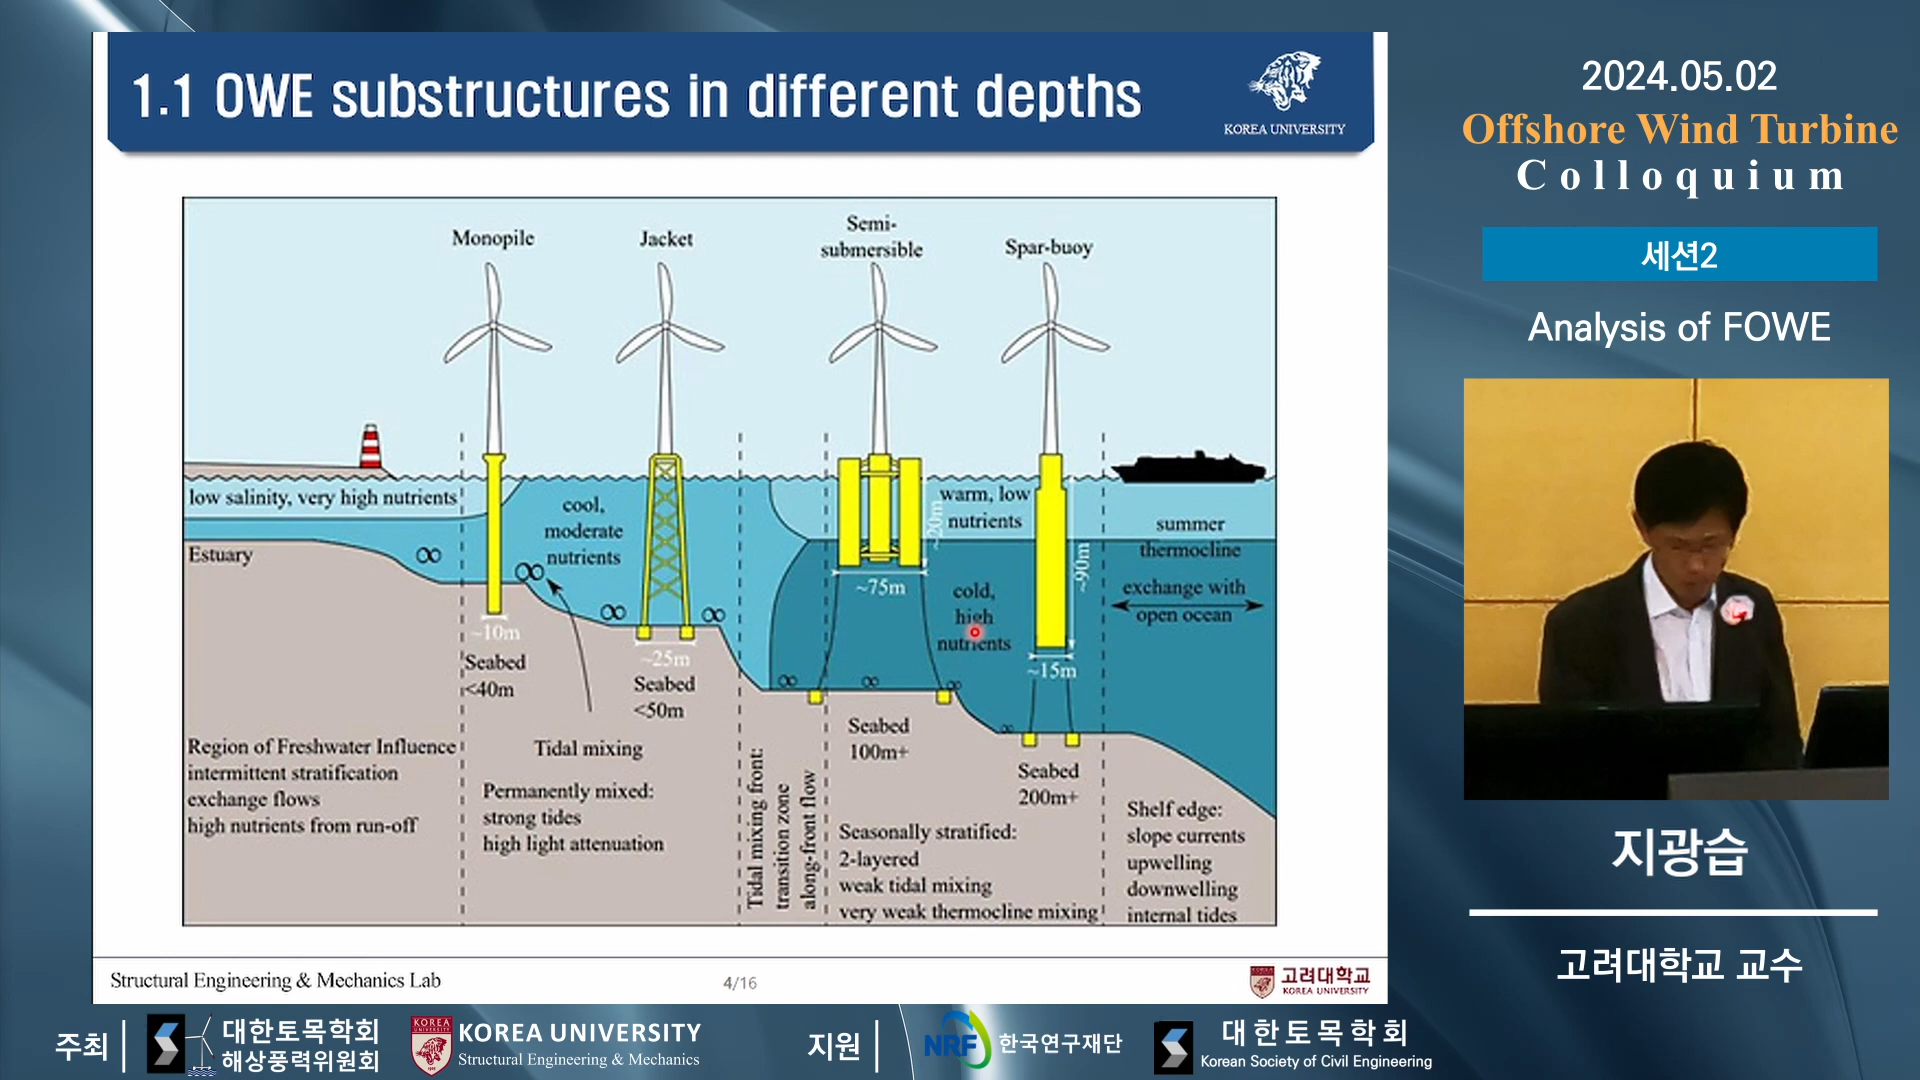 1.1 OWE substructures in different depths
KOREA UNIVERSITY
Monopile
Jacket
Semi-
submersible
Spar-buoy
low salinity, very high nutrients
cool,
moderate
nutrients
warm, low
nutrients
~20m
summer
thermocline
Estuary
~75m
cold,
high
nutrients
~90m
exchange with
open ocean
~10m
~25m
~15m
Seabed
<40m
Seabed
<50m
Seabed
100m+
Seabed
200m+
Region of Freshwater Influence
intermittent stratification
exchange flows
high nutrients from run-off
Tidal mixing
Permanently mixed:
strong tides
high light attenuation
Tidal mixing front:
transition zone
along-front flow
Seasonally stratified:
2-layered
weak tidal mixing
very weak thermocline mixing
Shelf edge:
slope currents
upwelling
downwelling
internal tides
Structural Engineering & Mechanics Lab
4/16
고려대학교
KOREA UNIVERSITY
2024.05.02
Offshore Wind Turbine
Colloquium
세션2
Analysis of FOWE
지광습
고려대학교 교수
주최
대한토목학회
해상풍력위원회
KOREA
KOREA UNIVERSITY
Structural Engineering & Mechanics
지원
NRF
한국연구재단
대한토목학회
Korean Society of Civil Engineering